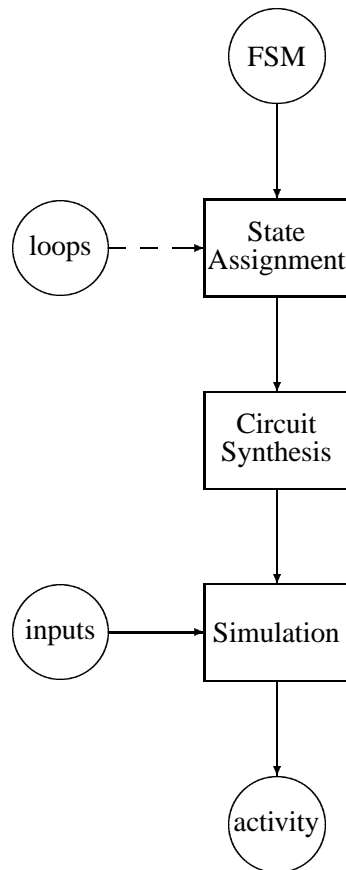 FSM
loops
State
Assignment
Circuit
Synthesis
inputs
Simulation
activity